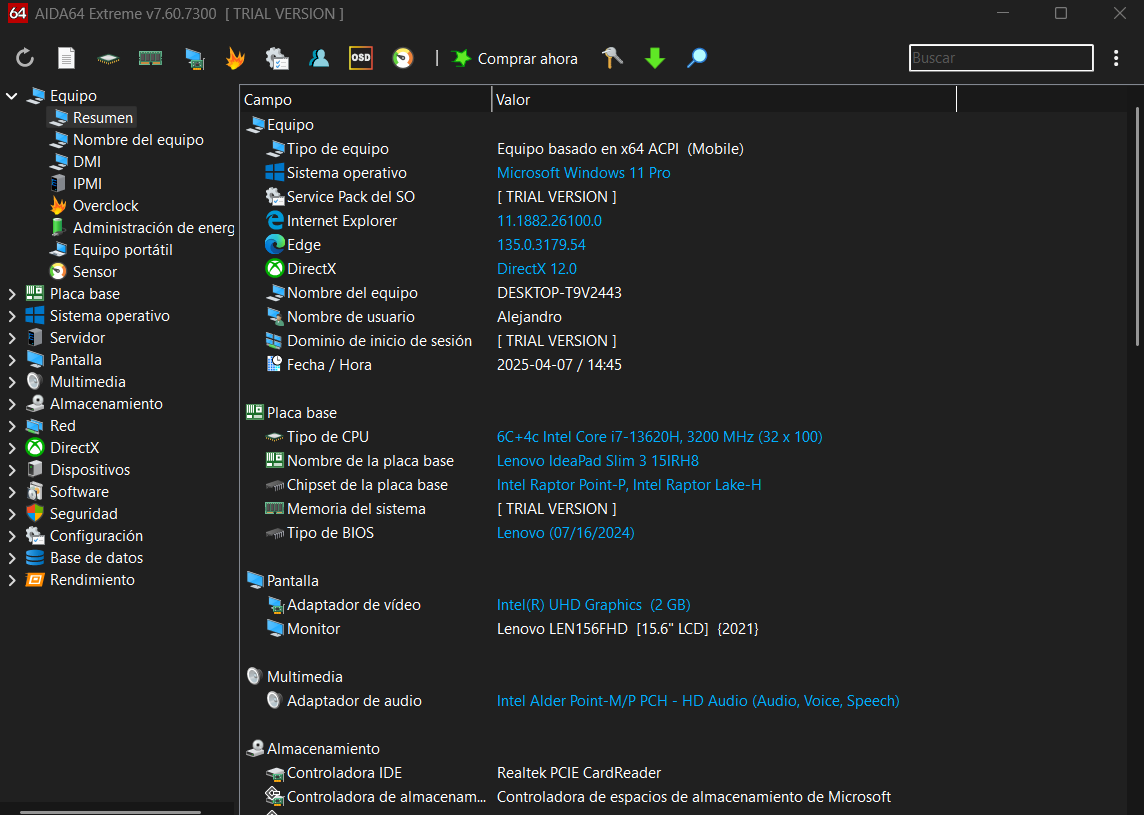 64 AIDA64 Extreme v7.60.7300 [ TRIAL VERSION ]
OSD Comprar ahora Buscar
Equipo
Resumen
Nombre del equipo
DMI
IPMI
Overclock
Administración de energ
Equipo portátil
Sensor
Placa base
Sistema operativo
Servidor
Pantalla
Multimedia
Almacenamiento
Red
DirectX
Dispositivos
Software
Seguridad
Configuración
Base de datos
Rendimiento
Campo Valor
Equipo
Tipo de equipo Equipo basado en x64 ACPI (Mobile)
Sistema operativo Microsoft Windows 11 Pro
Service Pack del SO [ TRIAL VERSION ]
Internet Explorer 11.1882.26100.0
Edge 135.0.3179.54
DirectX DirectX 12.0
Nombre del equipo DESKTOP-T9V2443
Nombre de usuario Alejandro
Dominio de inicio de sesión [ TRIAL VERSION ]
Fecha / Hora 2025-04-07 / 14:45
Placa base
Tipo de CPU 6C+4c Intel Core i7-13620H, 3200 MHz (32 x 100)
Nombre de la placa base Lenovo IdeaPad Slim 3 15IRH8
Chipset de la placa base Intel Raptor Point-P, Intel Raptor Lake-H
Memoria del sistema [ TRIAL VERSION ]
Tipo de BIOS Lenovo (07/16/2024)
Pantalla
Adaptador de vídeo Intel(R) UHD Graphics (2 GB)
Monitor Lenovo LEN156FHD [15.6" LCD] {2021}
Multimedia
Adaptador de audio Intel Alder Point-M/P PCH - HD Audio (Audio, Voice, Speech)
Almacenamiento
Controladora IDE Realtek PCIE CardReader
Controladora de almacenam... Controladora de espacios de almacenamiento de Microsoft